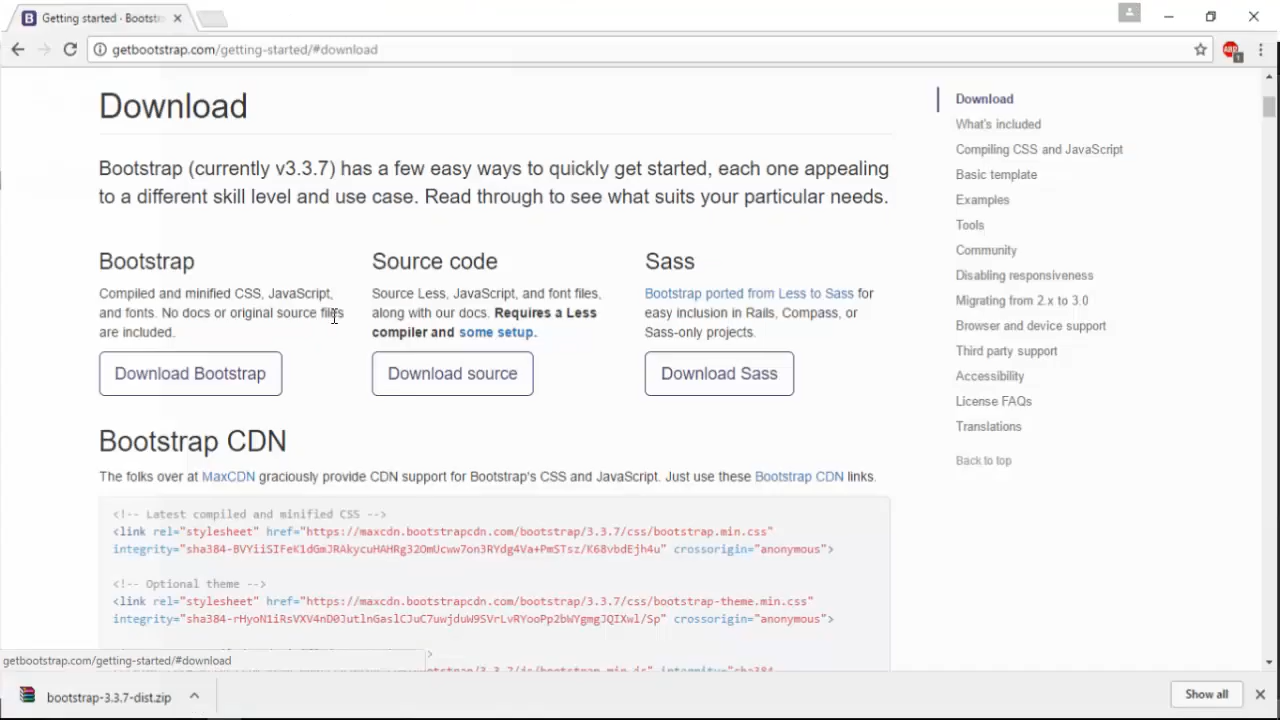 Getting started · Bootst
getbootstrap.com/getting-started/#download
ABP
1
Download
Bootstrap (currently v3.3.7) has a few easy ways to quickly get started, each one appealing
to a different skill level and use case. Read through to see what suits your particular needs.
Bootstrap
Compiled and minified CSS, JavaScript,
and fonts. No docs or original source files
are included.
Download Bootstrap
Source code
Source Less, JavaScript, and font files,
along with our docs. Requires a Less
compiler and some setup.
Download source
Sass
Bootstrap ported from Less to Sass for
easy inclusion in Rails, Compass, or
Sass-only projects.
Download Sass
Bootstrap CDN
The folks over at MaxCDN graciously provide CDN support for Bootstrap's CSS and JavaScript. Just use these Bootstrap CDN links.
<!-- Latest compiled and minified CSS -->
<link rel="stylesheet" href="https://maxcdn.bootstrapcdn.com/bootstrap/3.3.7/css/bootstrap.min.css"
integrity="sha384-BVYiiSIFeK1dGmJRAkycuHAHRg32OmUcww7on3RYdg4Va+PmSTsz/K68vbdEjh4u" crossorigin="anonymous">
<!-- Optional theme -->
<link rel="stylesheet" href="https://maxcdn.bootstrapcdn.com/bootstrap/3.3.7/css/bootstrap-theme.min.css"
integrity="sha384-rHyoN1iRsVXV4nD0JutlnGaslCJuC7uwjduW9SVrLvRYooPp2bWYgmgJQIXwl/Sp" crossorigin="anonymous">
Download
What's included
Compiling CSS and JavaScript
Basic template
Examples
Tools
Community
Disabling responsiveness
Migrating from 2.x to 3.0
Browser and device support
Third party support
Accessibility
License FAQs
Translations
Back to top
getbootstrap.com/getting-started/#download
bootstrap-3.3.7-dist.zip
Show all